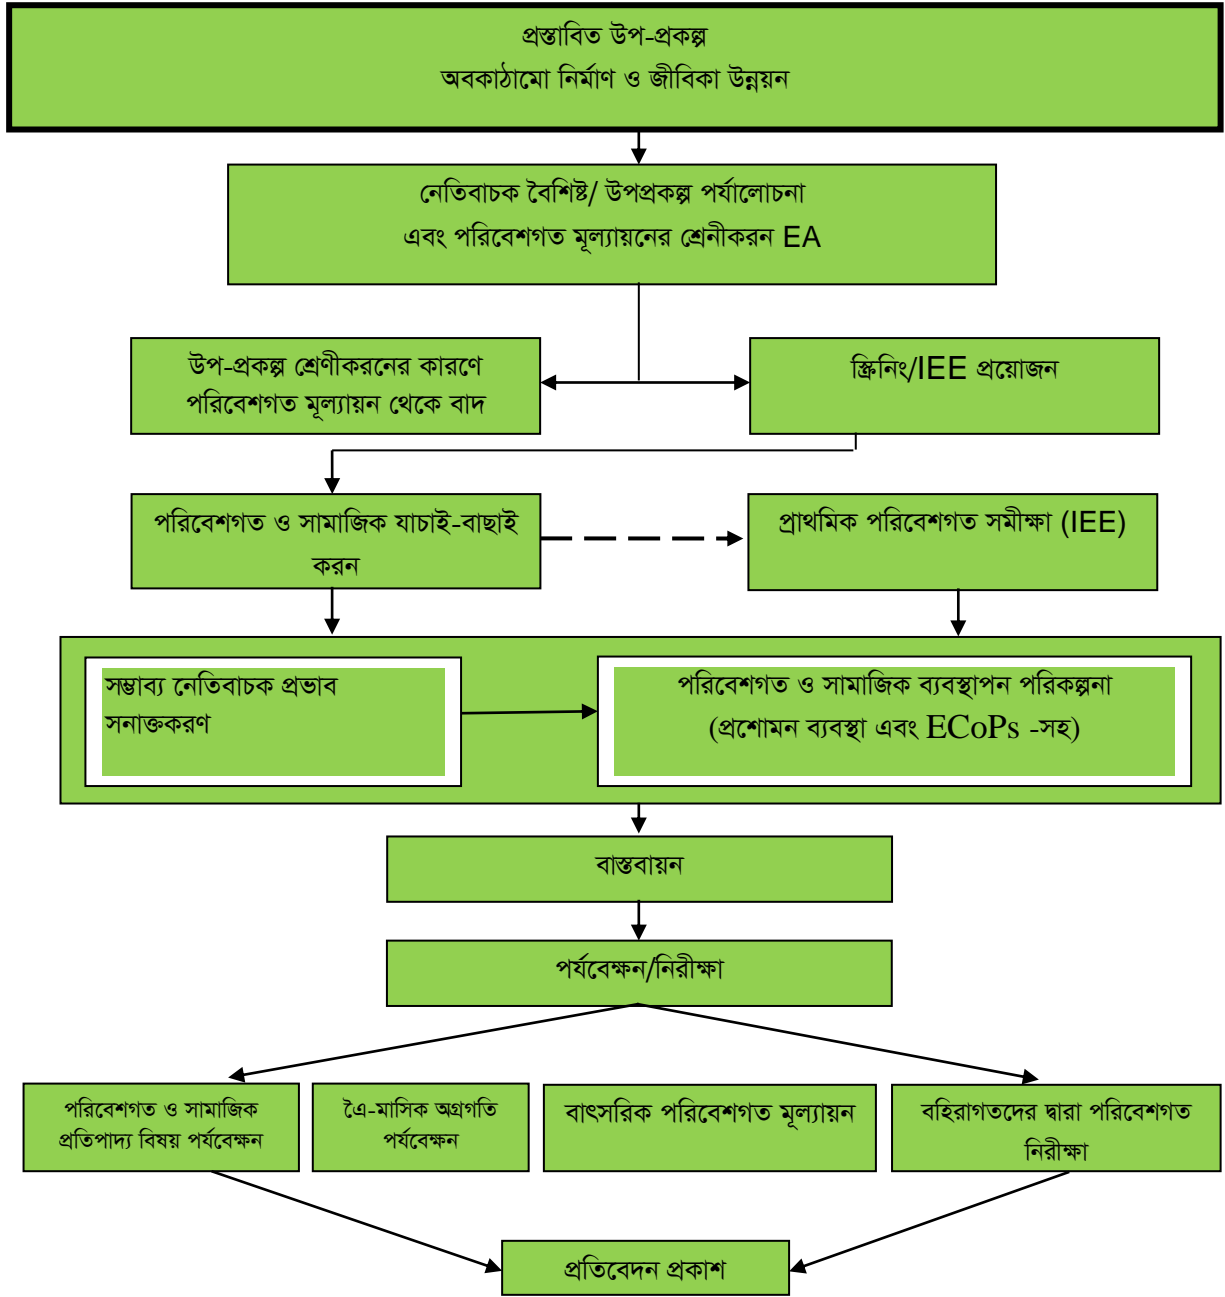 প্রস্তাবিত উপ-প্রকল্প
অবকাঠামো নির্মাণ ও জীবিকা উন্নয়ন
নেতিবাচক বৈশিষ্ট/ উপপ্রকল্প পর্যালোচনা
এবং পরিবেশগত মূল্যায়নের শ্রেনীকরন EA
উপ-প্রকল্প শ্রেণীকরনের কারণে
পরিবেশগত মূল্যায়ন থেকে বাদ
স্ক্রিনিং/IEE প্রয়োজন
পরিবেশগত ও সামাজিক যাচাই-বাছাই
করন
প্রাথমিক পরিবেশগত সমীক্ষা (IEE)
সম্ভাব্য নেতিবাচক প্রভাব
সনাক্তকরণ
পরিবেশগত ও সামাজিক ব্যবস্থাপন পরিকল্পনা
(প্রশোমন ব্যবস্থা এবং ECoPs -সহ)
বাস্তবায়ন
পর্যবেক্ষন/নিরীক্ষা
পরিবেশগত ও সামাজিক
প্রতিপাদ্য বিষয় পর্যবেক্ষন
ত্রৈ-মাসিক অগ্রগতি
পর্যবেক্ষন
বাৎসরিক পরিবেশগত মূল্যায়ন
বহিরাগতদের দ্বারা পরিবেশগত
নিরীক্ষা
প্রতিবেদন প্রকাশ